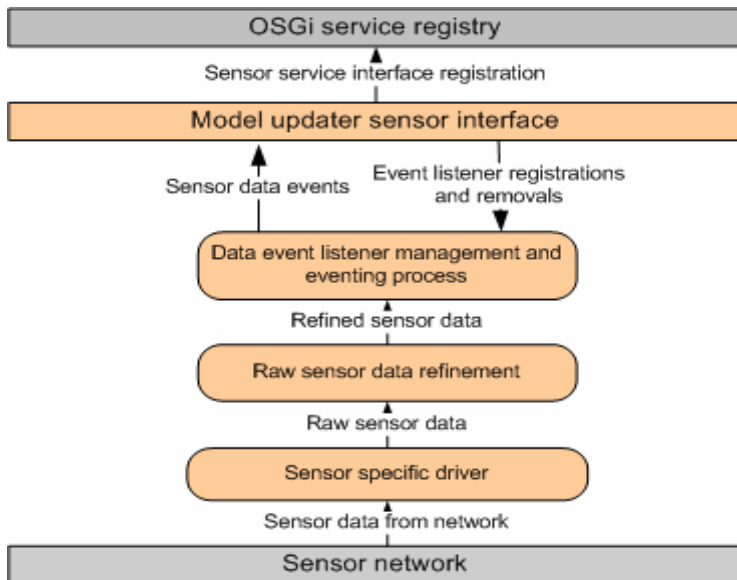 OSGi service registry
Sensor service interface registration
Model updater sensor interface
Sensor data events
Event listener registrations
and removals
Data event listener management and
eventing process
Refined sensor data
Raw sensor data refinement
Raw sensor data
Sensor specific driver
Sensor data from network
Sensor network